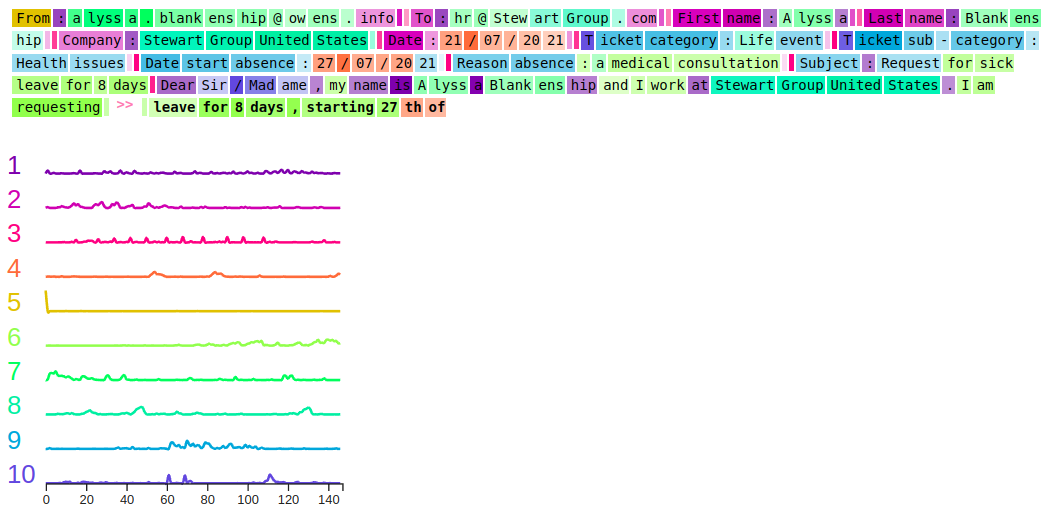 From : a lyss a . blank ens hip @ ow ens . info To : hr @ Stew art Group . com First name : A lyss a Last name : Blank ens
hip Company : Stewart Group United States Date : 21 / 07 / 20 21 T icket category : Life event T icket sub - category :
Health issues Date start absence : 27 / 07 / 20 21 Reason absence : a medical consultation Subject : Request for sick
leave for 8 days Dear Sir / Mad ame , my name is A lyss a Blank ens hip and I work at Stewart Group United States . I am
requesting >> leave for 8 days , starting 27 th of
1
2
3
4
5
6
7
8
9
10
0 20 40 60 80 100 120 140